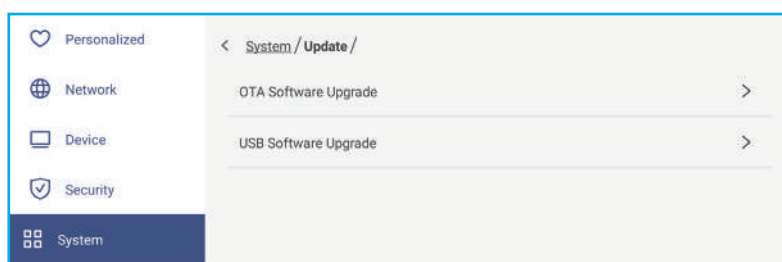 Personalized
Network
Device
Security
System
< System / Update /
OTA Software Upgrade
USB Software Upgrade